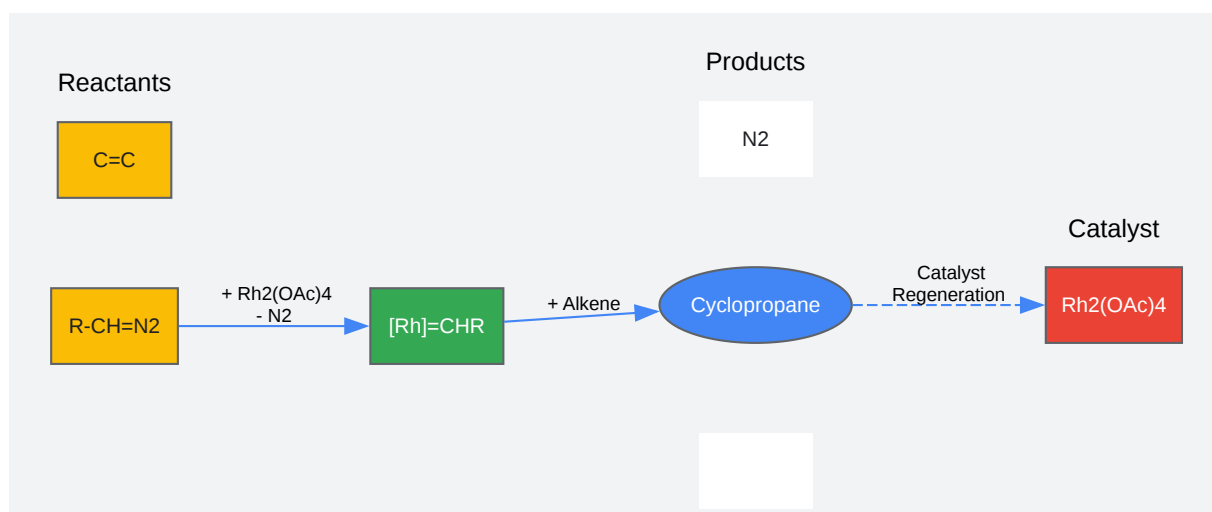 Reactants
C=C
R-CH=N2
+ Rh2(OAc)4
- N2
[Rh]=CHR
+ Alkene
Products
N2
Cyclopropane
Catalyst
Regeneration
Catalyst
Rh2(OAc)4